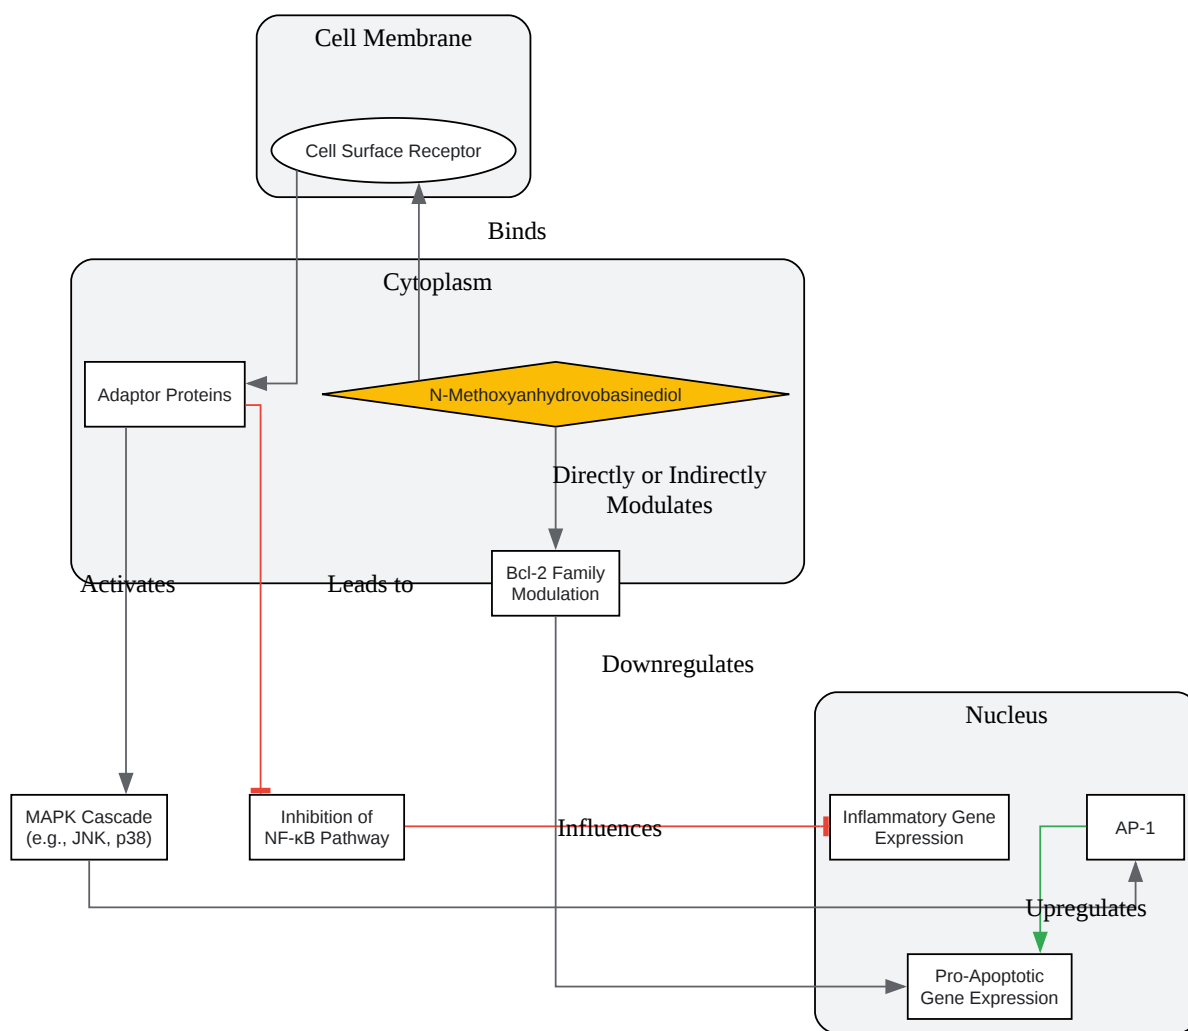 Cell Membrane
Cell Surface Receptor
Binds
Cytoplasm
Adaptor Proteins
N-Methoxyanhydrovobasinediol
Directly or Indirectly
Modulates
Bcl-2 Family
Modulation
Activates
Leads to
Downregulates
Nucleus
MAPK Cascade
(e.g., JNK, p38)
Inhibition of
NF-κB Pathway
Influences
Inflammatory Gene
Expression
AP-1
Upregulates
Pro-Apoptotic
Gene Expression